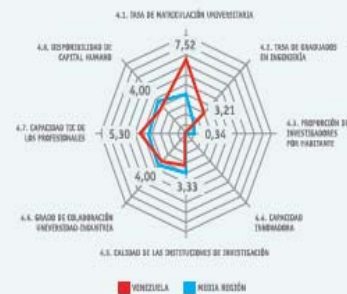 4.1. TASA DE MATRICULACIÓN UNIVERSITARIA
7,52
4.8. DISPONIBILIDAD DE
CAPITAL HUMANO
4.2. TASA DE GRADUADOS
EN INGENIERÍA
4,00
3,21
4.7. CAPACIDAD TIC DE
LOS PROFESIONALES
5,30
0,34
4.3. PROPORCIÓN DE
INVESTIGADORES
POR HABITANTE
4,00
3,33
4.6. GRADO DE COLABORACIÓN
UNIVERSIDAD-INDUSTRIA
4.4. CAPACIDAD
INNOVADORA
4.5. CALIDAD DE LAS INSTITUCIONES DE INVESTIGACIÓN
VENEZUELA
MEDIA REGIÓN